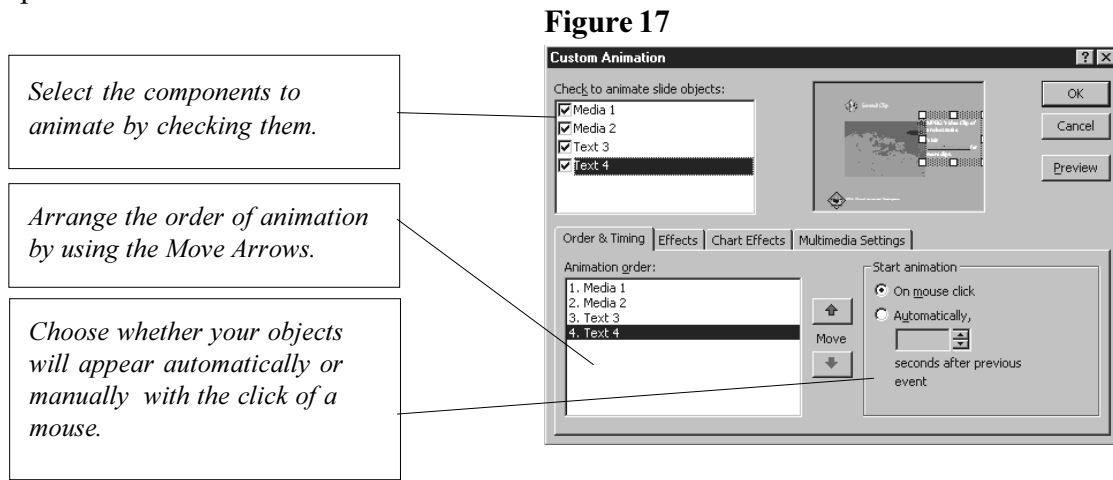 Figure 17
Select the components to
animate by checking them.
Arrange the order of animation
by using the Move Arrows.
Choose whether your objects
will appear automatically or
manually with the click of a
mouse.
Custom Animation
Check to animate slide objects:
Media 1
Media 2
Text 3
Text 4
OK
Cancel
Preview
Order & Timing Effects Chart Effects Multimedia Settings
Animation order:
1. Media 1
2. Media 2
3. Text 3
4. Text 4
Move
Start animation
On mouse click
Automatically,
seconds after previous
event